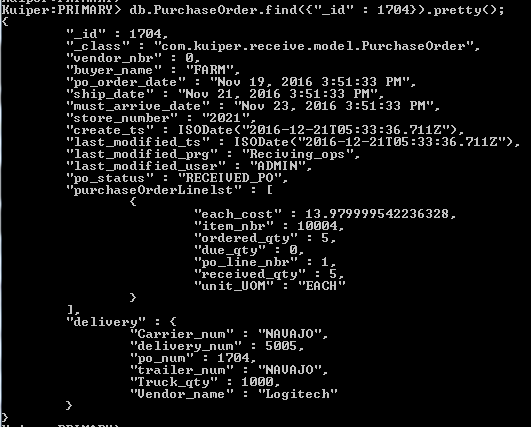 Kuiper:PRIMARY> db.PurchaseOrder.find({"_id" : 1704}).pretty();
{
"_id" : 1704,
"_class" : "com.kuiper.receive.model.PurchaseOrder",
"vendor_nbr" : 0,
"buyer_name" : "FARM",
"po_order_date" : "Nov 19, 2016 3:51:33 PM",
"ship_date" : "Nov 21, 2016 3:51:33 PM",
"must_arrive_date" : "Nov 23, 2016 3:51:33 PM",
"store_number" : "2021",
"create_ts" : ISODate("2016-12-21T05:33:36.711Z"),
"last_modified_ts" : ISODate("2016-12-21T05:33:36.711Z"),
"last_modified_prg" : "Reciving_ops",
"last_modified_user" : "ADMIN",
"po_status" : "RECEIVED_PO",
"purchaseOrderLinelst" : [
{
"each_cost" : 13.979999542236328,
"item_nbr" : 10004,
"ordered_qty" : 5,
"due_qty" : 0,
"po_line_nbr" : 1,
"received_qty" : 5,
"unit_UOM" : "EACH"
}
],
"delivery" : {
"Carrier_num" : "NAVAJO",
"delivery_num" : 5005,
"po_num" : 1704,
"trailer_num" : "NAVAJO",
"Truck_qty" : 1000,
"Vendor_name" : "Logitech"
}
}